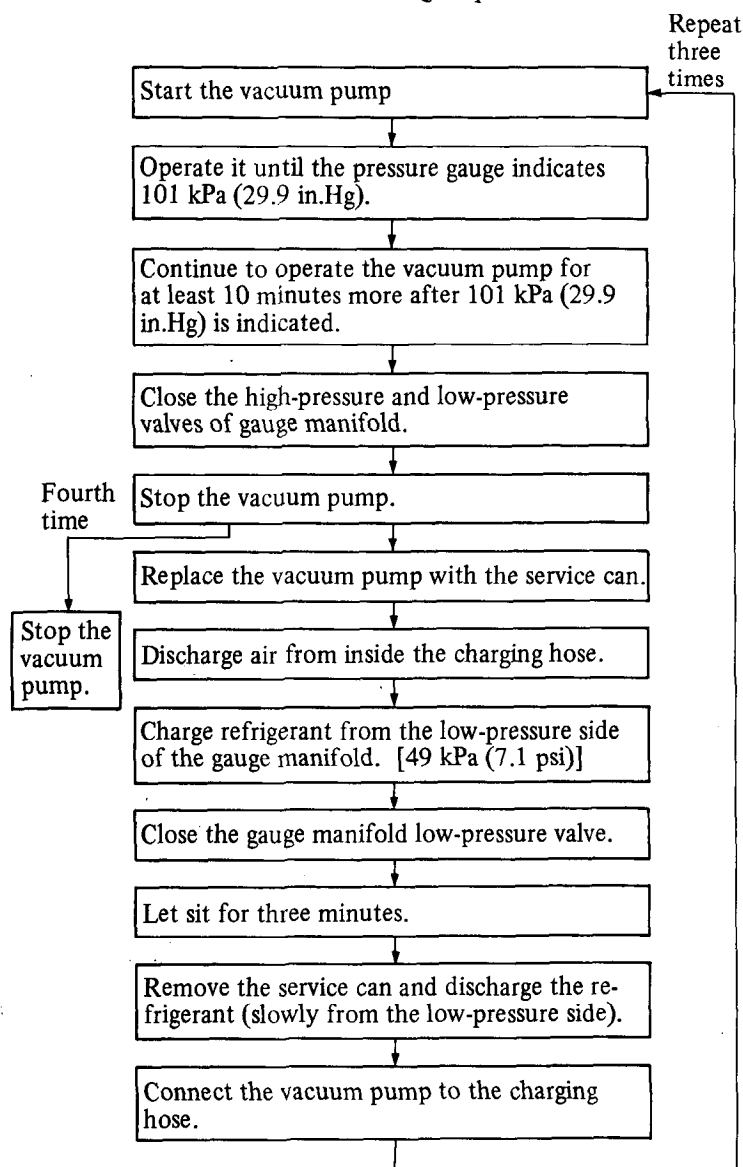 Repeat
three
times
Start the vacuum pump
Operate it until the pressure gauge indicates
101 kPa (29.9 in.Hg).
Continue to operate the vacuum pump for
at least 10 minutes more after 101 kPa (29.9
in.Hg) is indicated.
Close the high-pressure and low-pressure
valves of gauge manifold.
Fourth
time
Stop the vacuum pump.
Stop the
vacuum
pump.
Replace the vacuum pump with the service can.
Discharge air from inside the charging hose.
Charge refrigerant from the low-pressure side
of the gauge manifold. [49 kPa (7.1 psi)]
Close the gauge manifold low-pressure valve.
Let sit for three minutes.
Remove the service can and discharge the re-
frigerant (slowly from the low-pressure side).
Connect the vacuum pump to the charging
hose.